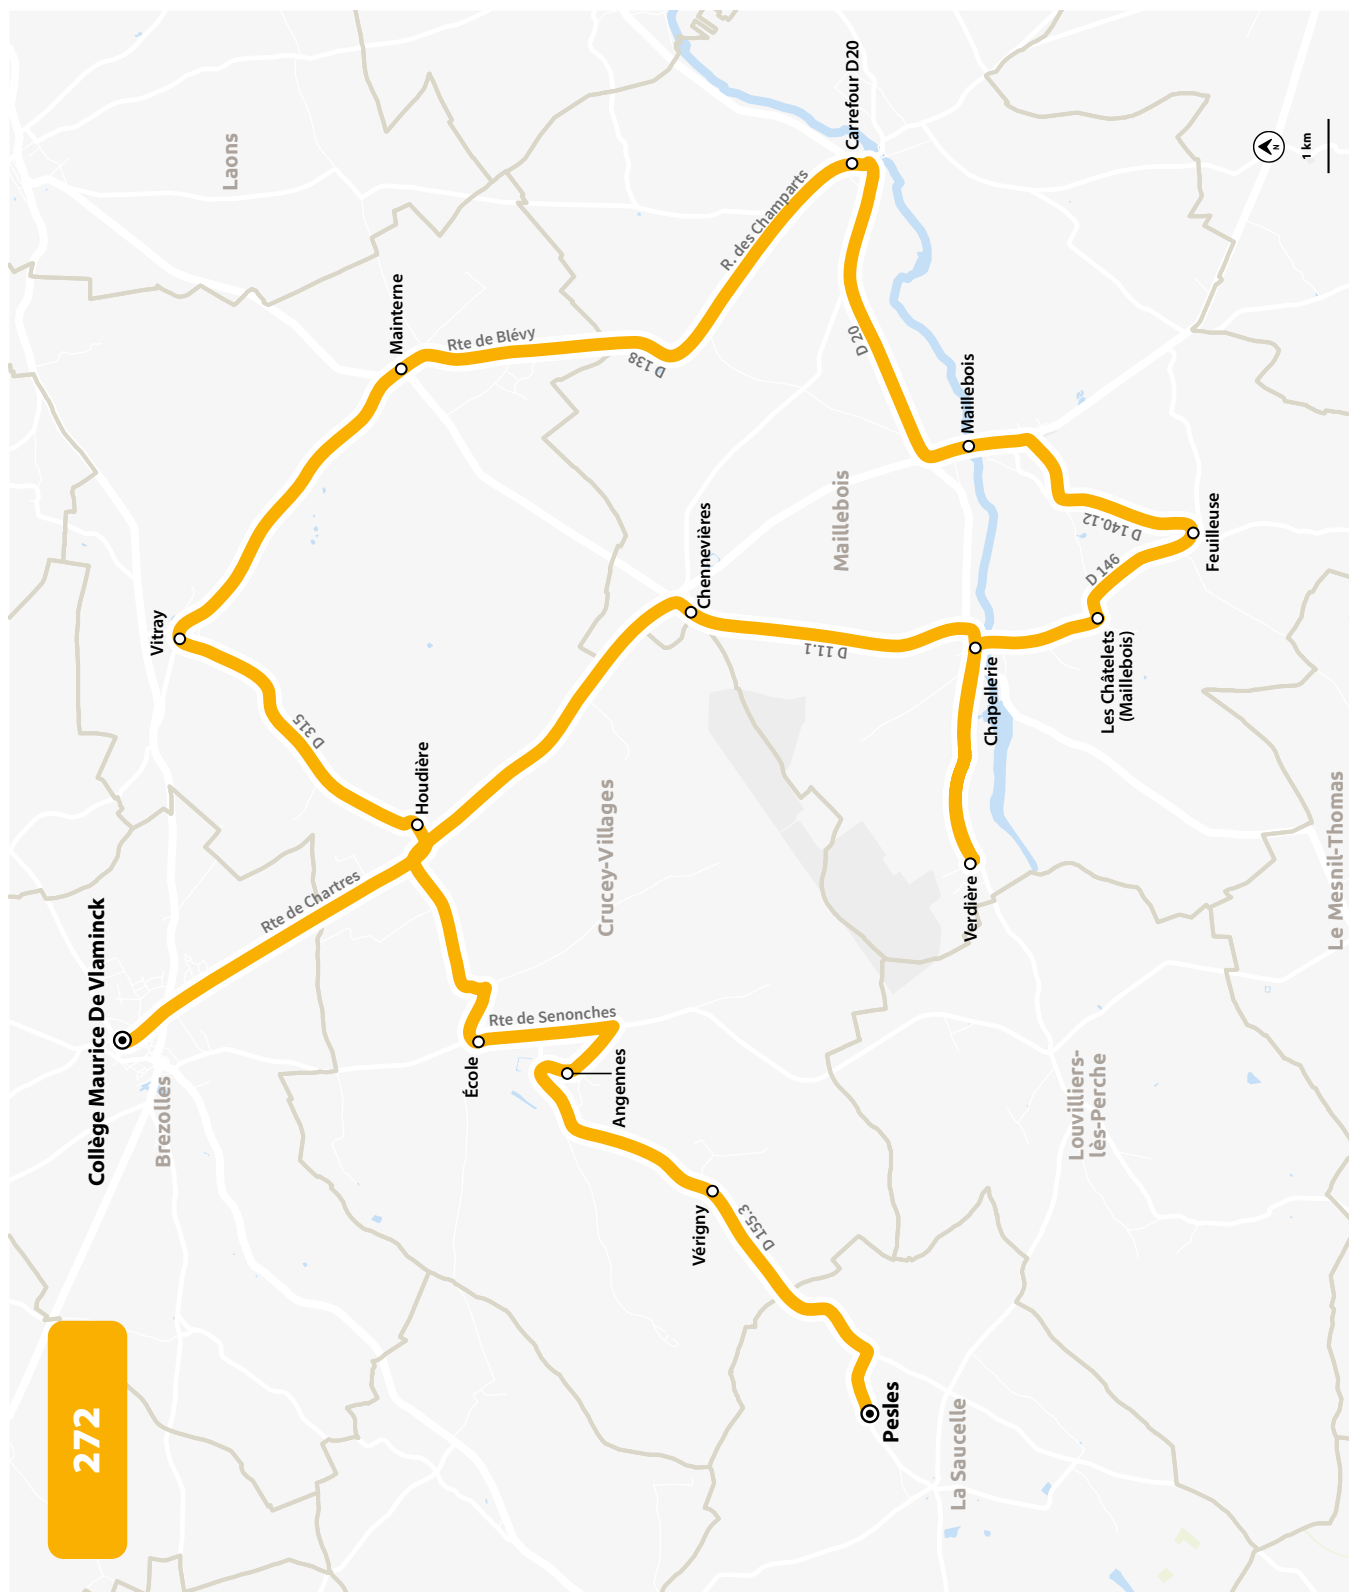 272
Collège Maurice De Vlaminck
Brezolles
Rte de Chartres
Houdière
D 315
Vitray
Mainterne
Laons
Rte de Blévy
D 138
R. des Champarts
Carrefour D20
D 20
Maillebois
Maillebois
D 140.12
Feuilleuse
D 146
Les Châtelets
(Maillebois)
Chapellerie
Verdière
D 11.1
Chennevières
Crucey-Villages
École
Rte de Senonches
Angennes
Vérigny
D 155.3
Pesles
La Saucelle
Louvilliers-
lès-Perche
Le Mesnil-Thomas
N
1 km